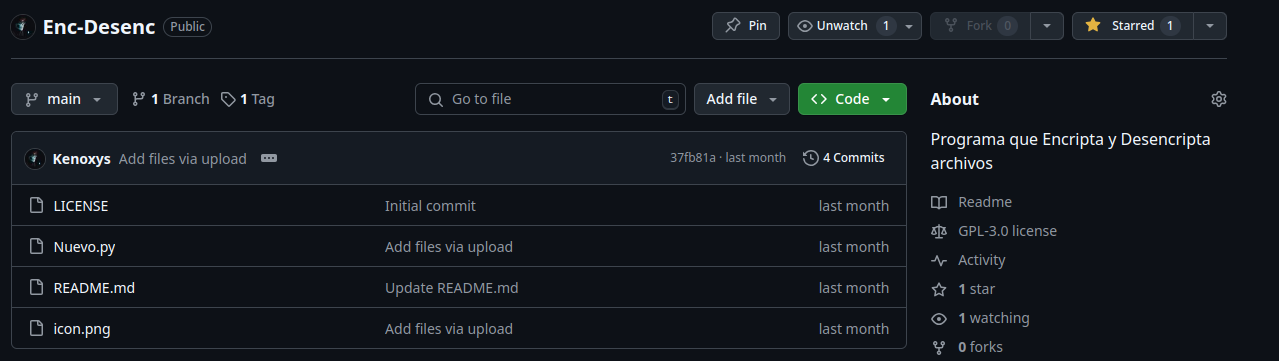 Enc-Desenc Public Pin Unwatch 1 Fork 0 Starred 1
main 1 Branch 1 Tag Go to file t Add file Code
Kenoxys Add files via upload 37fb81a · last month 4 Commits
LICENSE Initial commit last month
Nuevo.py Add files via upload last month
README.md Update README.md last month
icon.png Add files via upload last month
About
Programa que Encripta y Desencripta
archivos
Readme
GPL-3.0 license
Activity
1 star
1 watching
0 forks